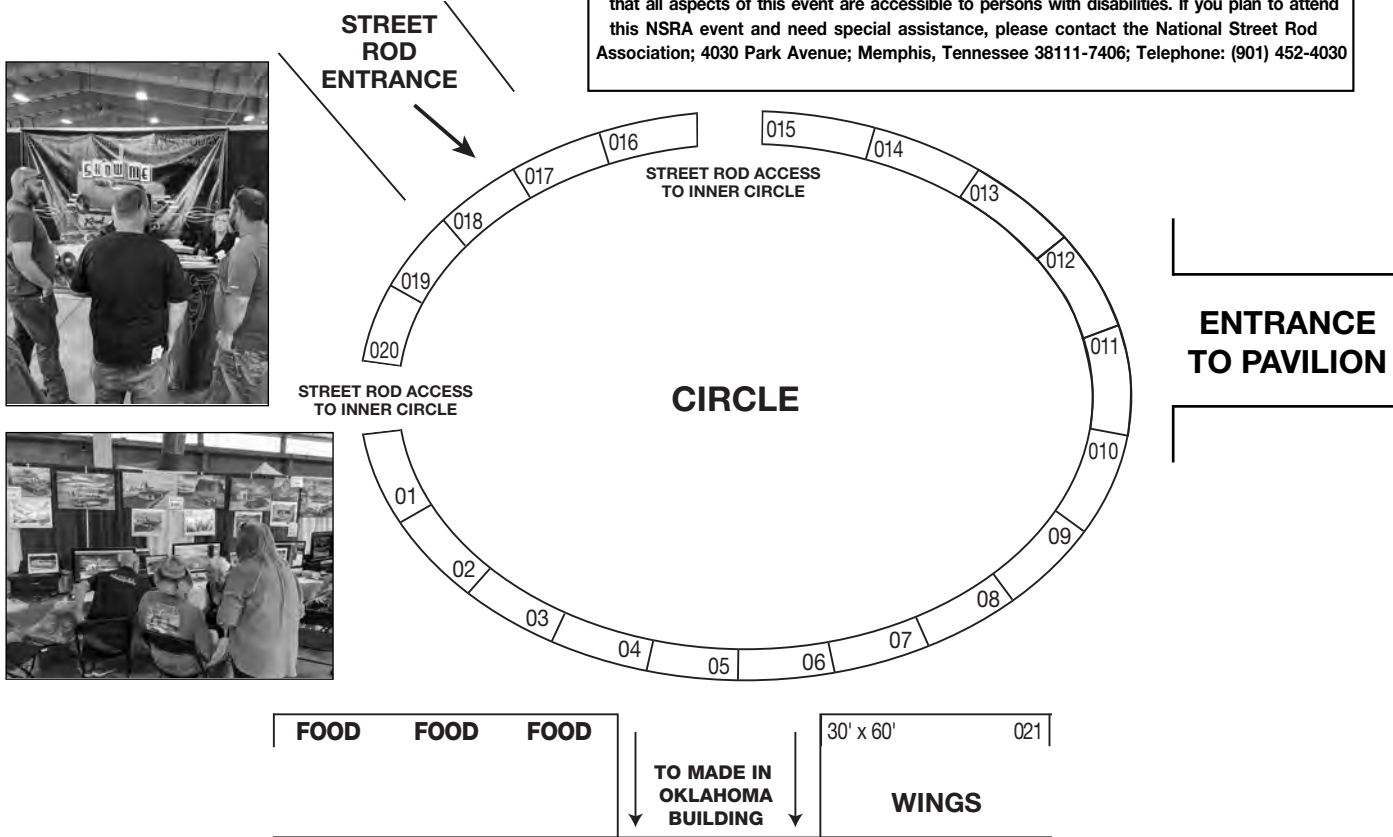 that all aspects of this event are accessible to persons with disabilities. If you plan to attend
this NSRA event and need special assistance, please contact the National Street Rod
Association; 4030 Park Avenue; Memphis, Tennessee 38111-7406; Telephone: (901) 452-4030
STREET
ROD
ENTRANCE
SHOW ME
016
015
017
014
STREET ROD ACCESS
TO INNER CIRCLE
018
013
019
012
020
011
ENTRANCE
TO PAVILION
STREET ROD ACCESS
TO INNER CIRCLE
CIRCLE
01
010
02
09
03
08
04
07
05
06
FOOD FOOD FOOD
30' x 60' 021
TO MADE IN
OKLAHOMA
BUILDING
WINGS